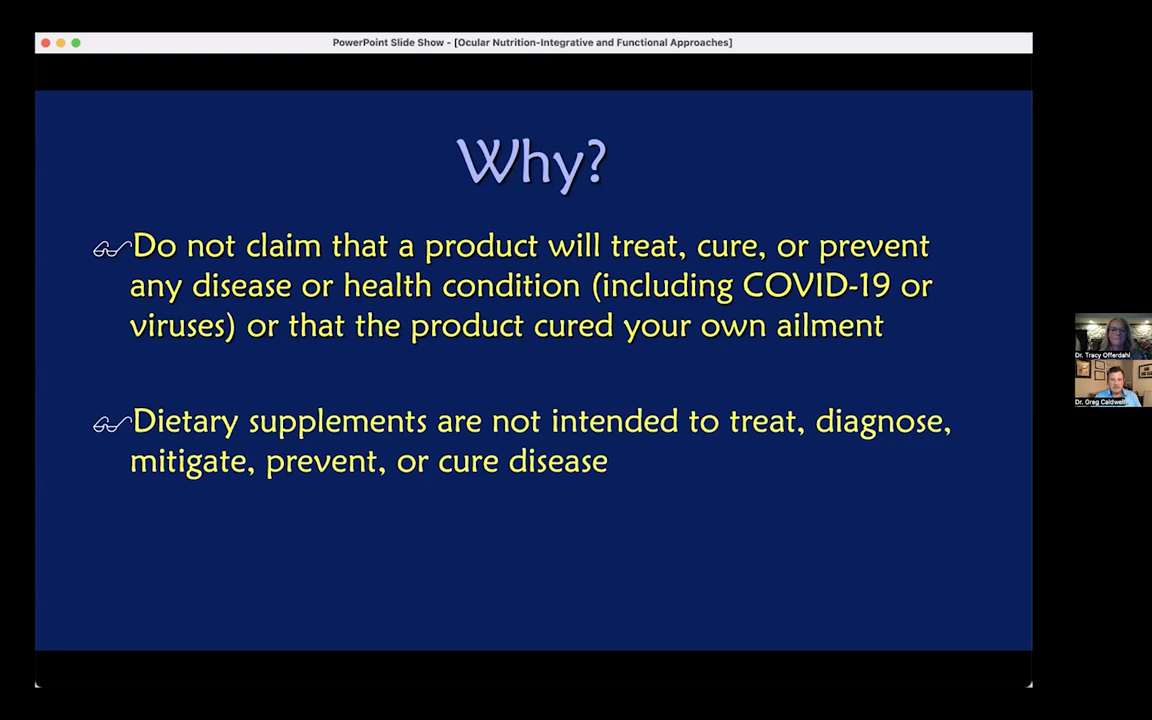 PowerPoint Slide Show - [Ocular Nutrition-Integrative and Functional Approaches]
Why?
Do not claim that a product will treat, cure, or prevent
any disease or health condition (including COVID-19 or
viruses) or that the product cured your own ailment
Dietary supplements are not intended to treat, diagnose,
mitigate, prevent, or cure disease
Dr. Tracy Offerdahl
Dr. Greg Caldwell